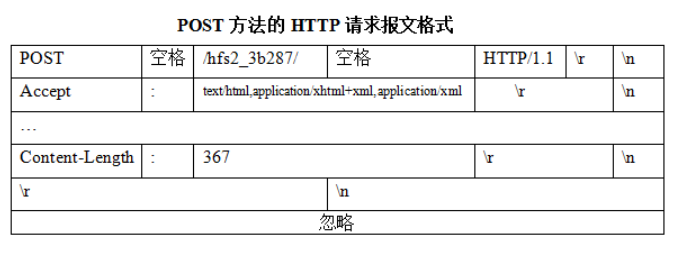 POST 方法的 HTTP 请求报文格式
POST 空格 /hfs2_3b287/ 空格 HTTP/1.1 \r \n
Accept : text/html,application/xhtml+xml,application/xml \r \n
...
Content-Length : 367 \r \n
\r \n
忽略